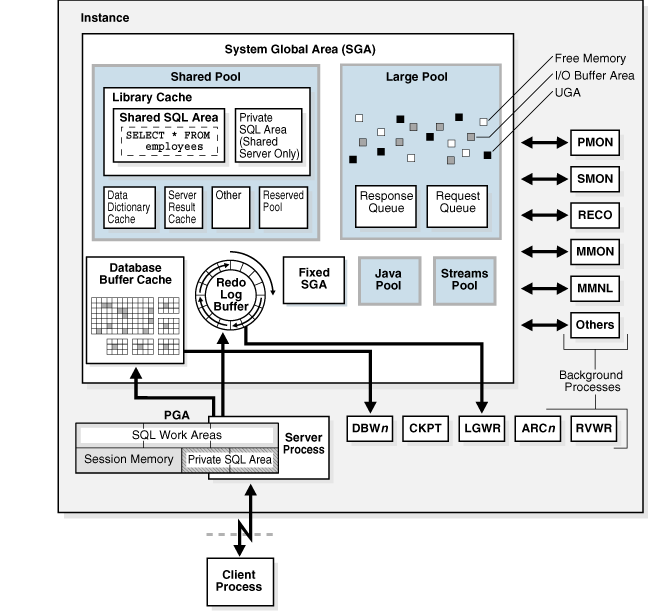 Instance
System Global Area (SGA)
Shared Pool
Library Cache
Shared SQL Area
SELECT * FROM
employees
Private
SQL Area
(Shared
Server Only)
Data
Dictionary
Cache
Server
Result
Cache
Other
Reserved
Pool
Large Pool
Response
Queue
Request
Queue
Free Memory
I/O Buffer Area
UGA
PMON
SMON
RECO
MMON
MMNL
Others
Background
Processes
Database
Buffer Cache
Redo
Log
Buffer
Fixed
SGA
Java
Pool
Streams
Pool
DBWn
CKPT
LGWR
ARCn
RVWR
PGA
SQL Work Areas
Session Memory
Private SQL Area
Server
Process
Client
Process